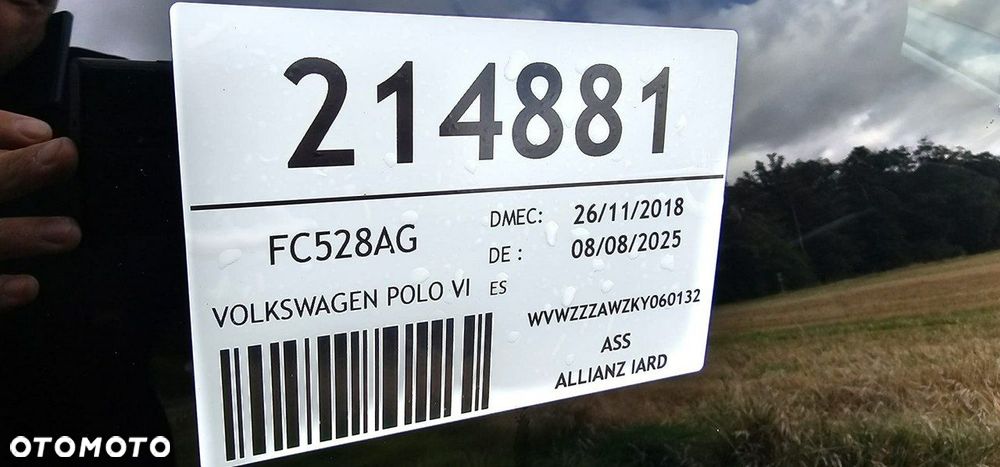 214881
FC528AG
DMEC: 26/11/2018
DE : 08/08/2025
VOLKSWAGEN POLO VI
ES
WVWZZZAWZKY060132
ASS
ALLIANZ IARD
OTOMOTO